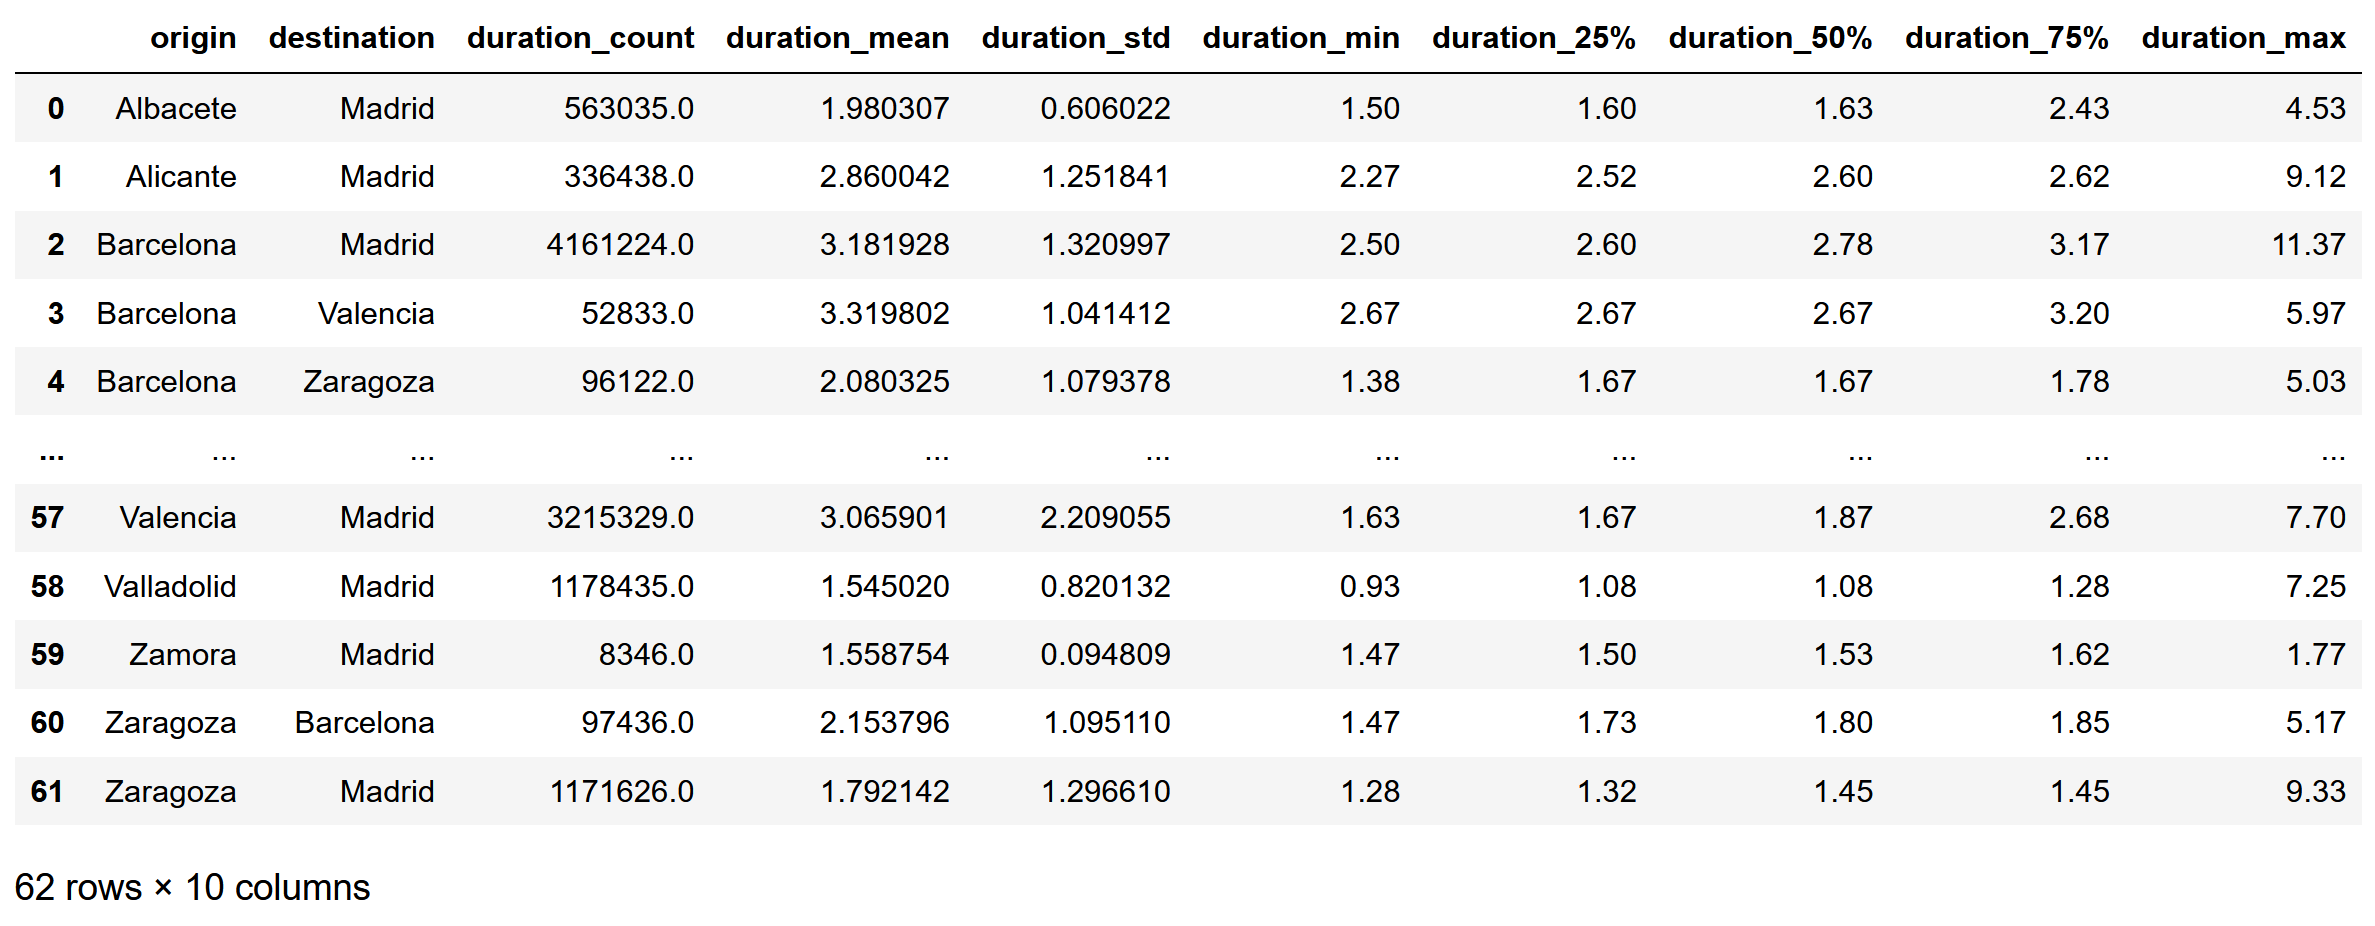 origin destination duration_count duration_mean duration_std duration_min duration_25% duration_50% duration_75% duration_max
0 Albacete Madrid 563035.0 1.980307 0.606022 1.50 1.60 1.63 2.43 4.53
1 Alicante Madrid 336438.0 2.860042 1.251841 2.27 2.52 2.60 2.62 9.12
2 Barcelona Madrid 4161224.0 3.181928 1.320997 2.50 2.60 2.78 3.17 11.37
3 Barcelona Valencia 52833.0 3.319802 1.041412 2.67 2.67 2.67 3.20 5.97
4 Barcelona Zaragoza 96122.0 2.080325 1.079378 1.38 1.67 1.67 1.78 5.03
... ... ... ... ... ... ... ... ... ... ...
57 Valencia Madrid 3215329.0 3.065901 2.209055 1.63 1.67 1.87 2.68 7.70
58 Valladolid Madrid 1178435.0 1.545020 0.820132 0.93 1.08 1.08 1.28 7.25
59 Zamora Madrid 8346.0 1.558754 0.094809 1.47 1.50 1.53 1.62 1.77
60 Zaragoza Barcelona 97436.0 2.153796 1.095110 1.47 1.73 1.80 1.85 5.17
61 Zaragoza Madrid 1171626.0 1.792142 1.296610 1.28 1.32 1.45 1.45 9.33
62 rows × 10 columns